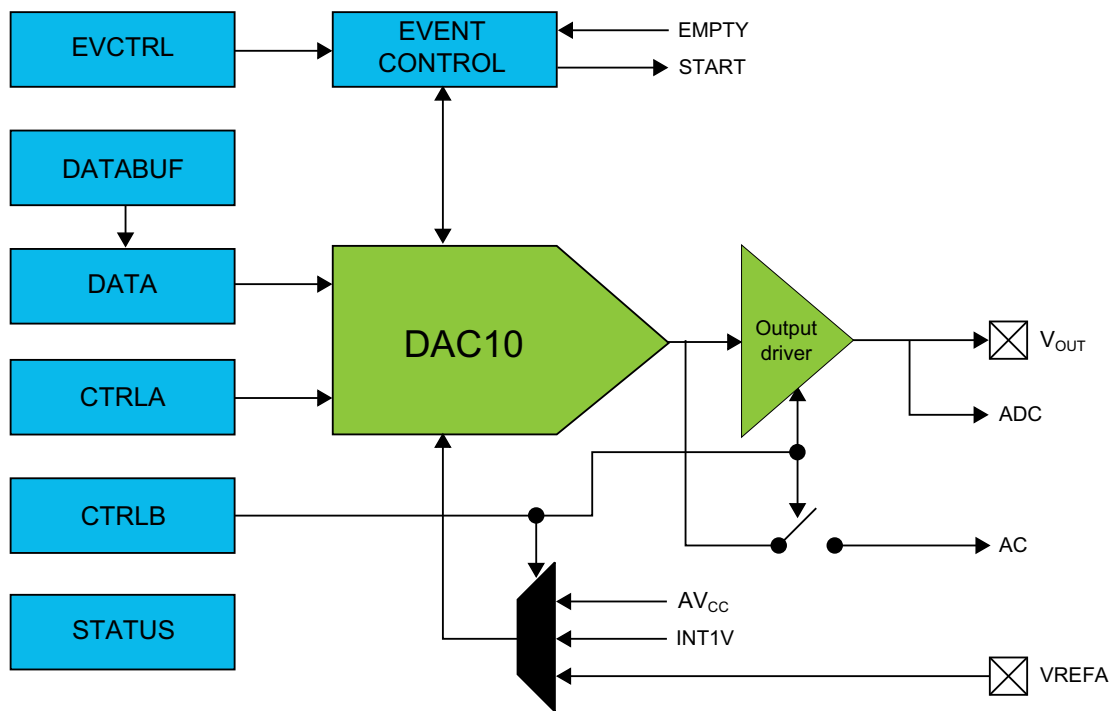 EVCTRL
EVENT
CONTROL
EMPTY
START
DATABUF
DATA
DAC10
Output
driver
VOUT
CTRLA
ADC
CTRLB
AC
AVCC
STATUS
INT1V
VREFA